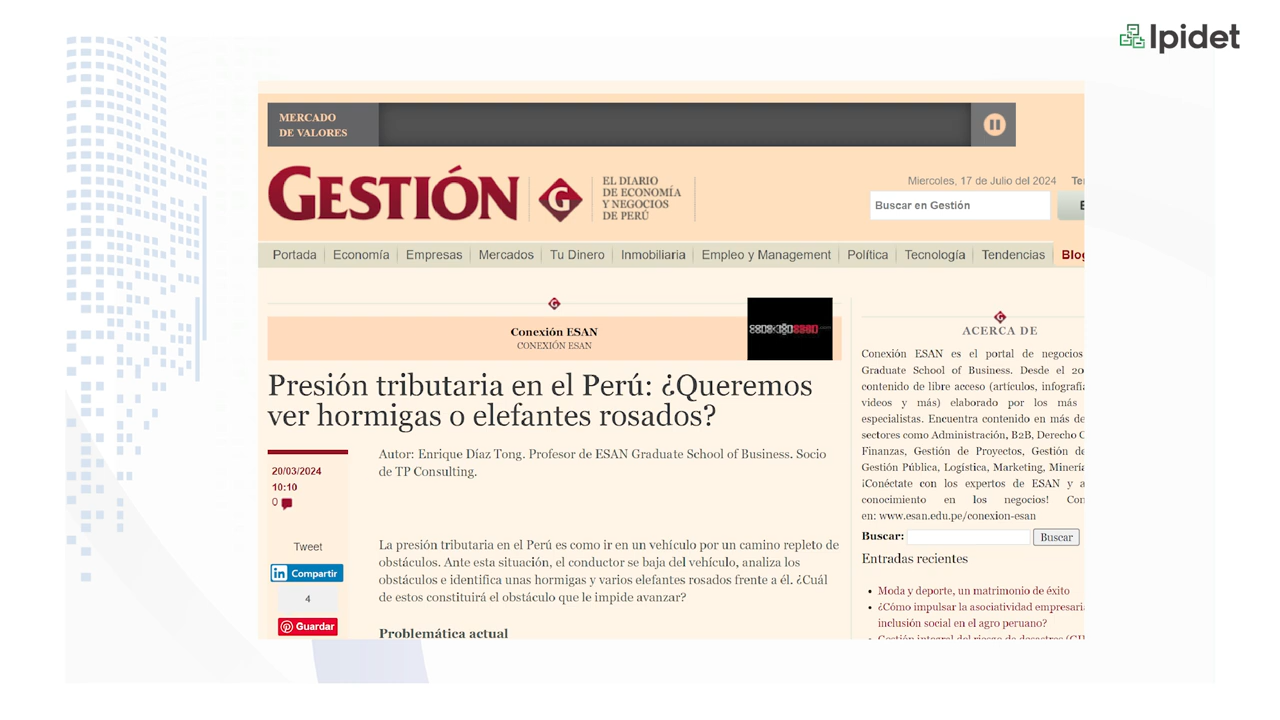 Ipidet
MERCADO
DE VALORES
GESTIÓN
G
EL DIARIO
DE ECONOMÍA
Y NEGOCIOS
DE PERÚ
Miercoles, 17 de Julio del 2024
Buscar en Gestión
Portada
Economía
Empresas
Mercados
Tu Dinero
Inmobiliaria
Empleo y Management
Política
Tecnología
Tendencias
Conexión ESAN
CONEXIÓN ESAN
Presión tributaria en el Perú: ¿Queremos
ver hormigas o elefantes rosados?
20/03/2024
10:10
0
Autor: Enrique Díaz Tong. Profesor de ESAN Graduate School of Business. Socio
de TP Consulting.
Tweet
in Compartir
4
Guardar
La presión tributaria en el Perú es como ir en un vehículo por un camino repleto de
obstáculos. Ante esta situación, el conductor se baja del vehículo, analiza los
obstáculos e identifica unas hormigas y varios elefantes rosados frente a él. ¿Cuál
de estos constituirá el obstáculo que le impide avanzar?
Problemática actual
ACERCA DE
Conexión ESAN es el portal de negocios
Graduate School of Business. Desde el 20
contenido de libre acceso (artículos, infografía
videos y más) elaborado por los más
especialistas. Encuentra contenido en más de
sectores como Administración, B2B, Derecho C
Finanzas, Gestión de Proyectos, Gestión de
Gestión Pública, Logística, Marketing, Minería
¡Conéctate con los expertos de ESAN y a
conocimiento en los negocios! Con
en: www.esan.edu.pe/conexion-esan
Buscar:
Buscar
Entradas recientes
Moda y deporte, un matrimonio de éxito
¿Cómo impulsar la asociatividad empresaria
inclusión social en el agro peruano?